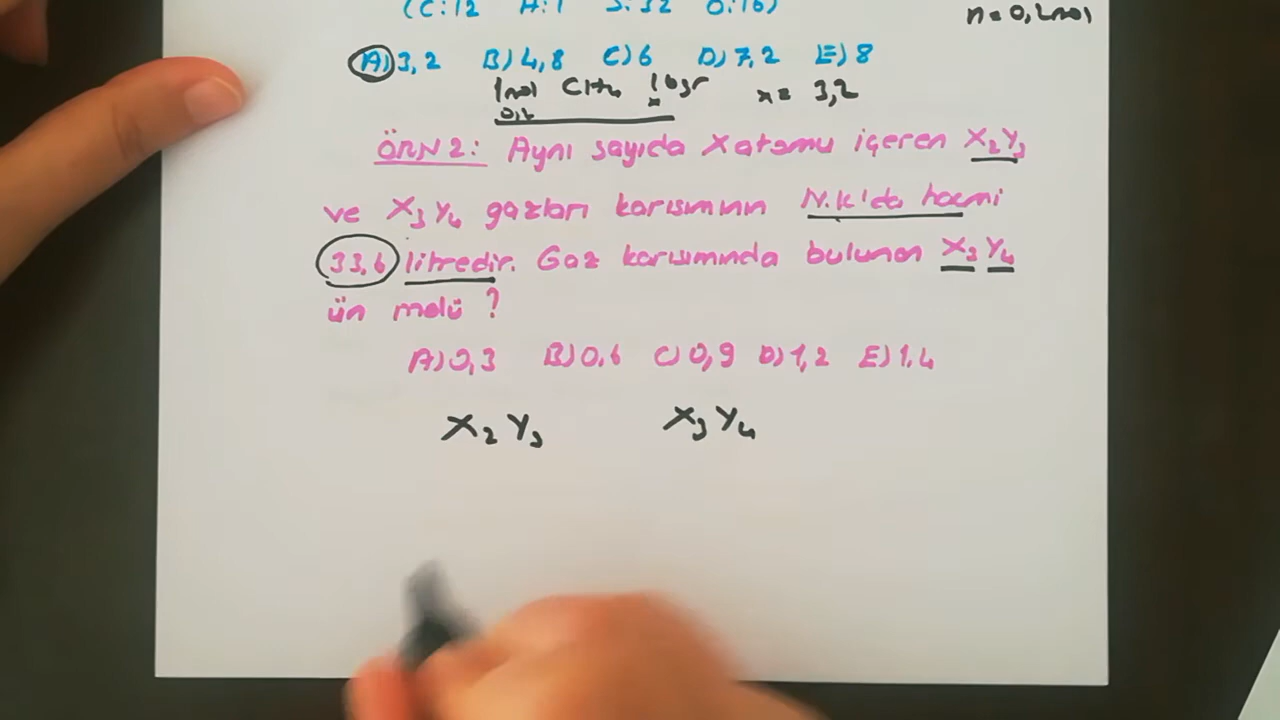 (C:12 H:1 S:32 O:16)
n = 0,2mol
A) 3,2 B) 4,8 C) 6 D) 7,2 E) 8
1mol CH₄ 16gr x = 3,2
0,2 x
ÖRN 2: Aynı sayıda X atomu içeren X₂Y₃
ve X₃Y₄ gazları karışımının N.K'da hacmi
33,6 litredir. Gaz karışımında bulunan X₃Y₄
ün molü ?
A) 0,3 B) 0,6 C) 0,9 D) 1,2 E) 1,4
X₂Y₃ X₃Y₄